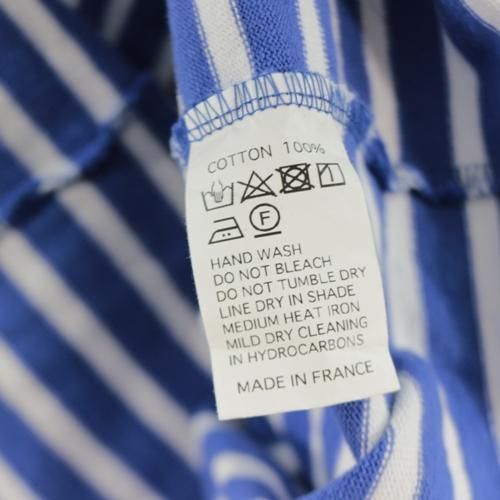 COTTON 100%
F
HAND WASH
DO NOT BLEACH
DO NOT TUMBLE DRY
LINE DRY IN SHADE
MEDIUM HEAT IRON
MILD DRY CLEANING
IN HYDROCARBONS
MADE IN FRANCE